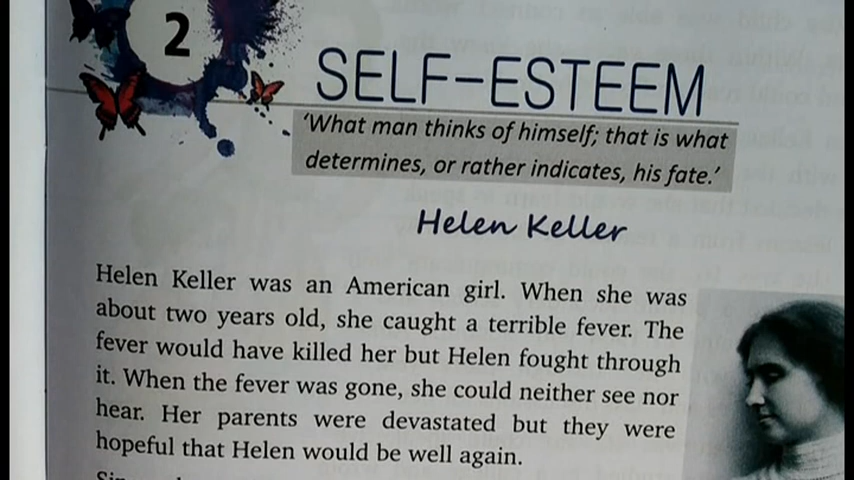 2
SELF-ESTEEM
'What man thinks of himself; that is what
determines, or rather indicates, his fate.'
Helen Keller
Helen Keller was an American girl. When she was
about two years old, she caught a terrible fever. The
fever would have killed her but Helen fought through
it. When the fever was gone, she could neither see nor
hear. Her parents were devastated but they were
hopeful that Helen would be well again.